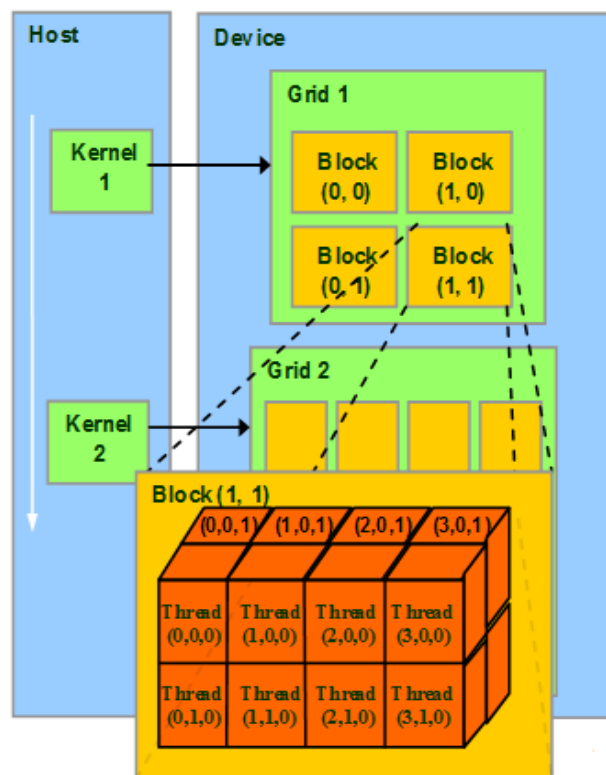 Host
Device
Grid 1
Kernel
1
Block
(0, 0)
Block
(1, 0)
Block
(0, 1)
Block
(1, 1)
Grid 2
Kernel
2
Block (1, 1)
(0,0,1) (1,0,1) (2,0,1) (3,0,1)
Thread
(0,0,0)
Thread
(1,0,0)
Thread
(2,0,0)
Thread
(3,0,0)
Thread
(0,1,0)
Thread
(1,1,0)
Thread
(2,1,0)
Thread
(3,1,0)